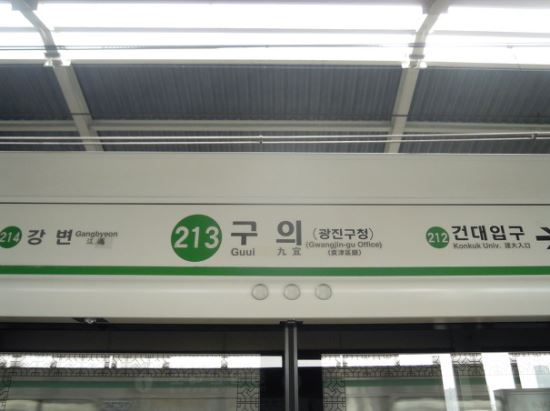 214 강변 Gangbyeon
江邊
213 구의 (광진구청)
Guui 九宜 (Gwangjin-gu Office)
(廣津區廳)
212 건대입구
Konkuk Univ. 建大入口